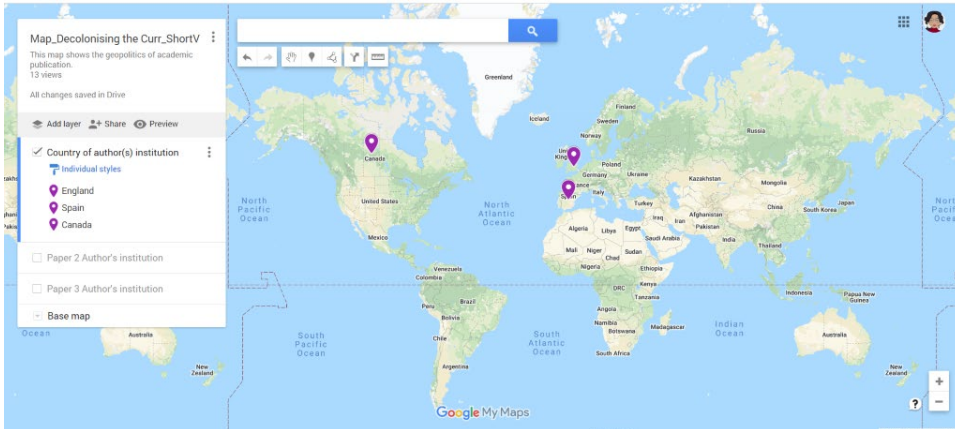 Map_Decolonising the Curr_ShortV
This map shows the geopolitics of academic
publication.
13 views
All changes saved in Drive
Add layer Share Preview
Country of author(s) institution
Individual styles
England
Spain
Canada
Paper 2 Author's institution
Paper 3 Author's institution
Base map
Greenland
Iceland
Finland
Sweden
Norway
Russia
Canada
United
King
Poland
Germany
Ukraine
Kazakhstan
Mongolia
France
Italy
Spain
Turkey
United States
North
Pacific
Ocean
North
Atlantic
Ocean
China
South Korea
Japan
Afghanistan
Iraq
Iran
Pakistan
Algeria
Libya
Egypt
Saudi Arabia
India
Thailand
Mexico
Mali
Niger
Chad
Sudan
Nigeria
Ethiopia
Venezuela
Colombia
DRC
Kenya
Tanzania
Indonesia
Papua New
Guinea
Peru
Brazil
Bolivia
Angola
Namibia
Botswana
Madagascar
Chile
South
Pacific
Ocean
South
Atlantic
Ocean
Indian
Ocean
South Africa
Argentina
Ocean
Australia
New
Zealand
Australia
New
Zealand
Google My Maps
+
?
−